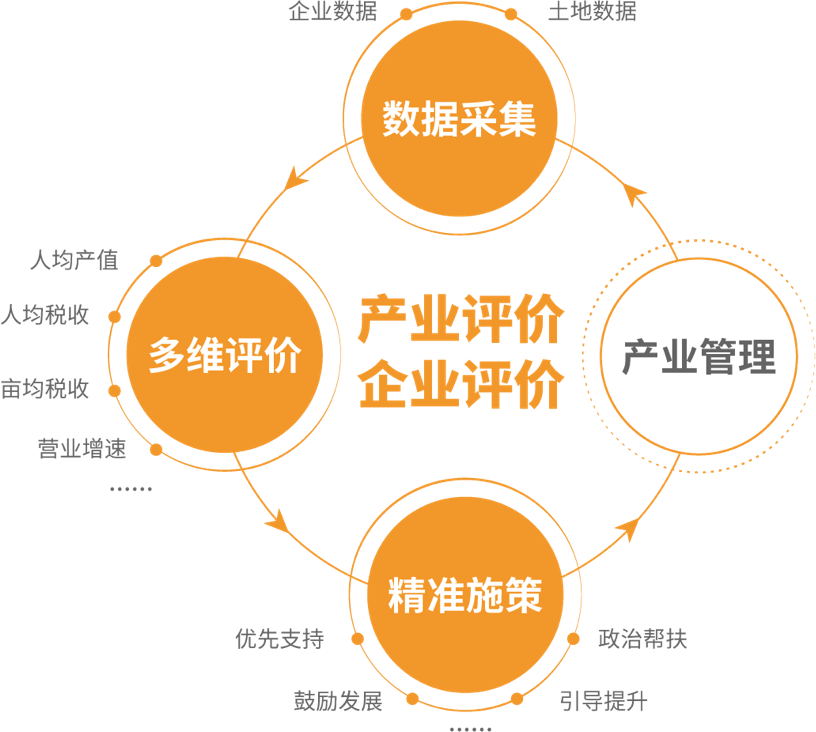 企业数据
土地数据
数据采集
人均产值
人均税收
亩均税收
营业增速
......
多维评价
产业评价
企业评价
产业管理
精准施策
优先支持
政治帮扶
鼓励发展
引导提升
......